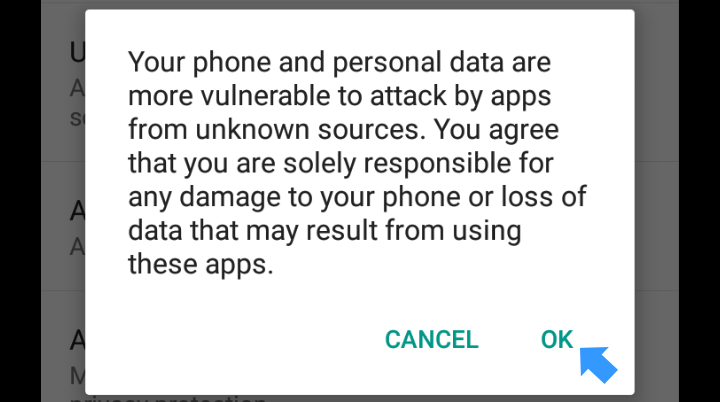 Your phone and personal data are
more vulnerable to attack by apps
from unknown sources. You agree
that you are solely responsible for
any damage to your phone or loss of
data that may result from using
these apps.
CANCEL OK